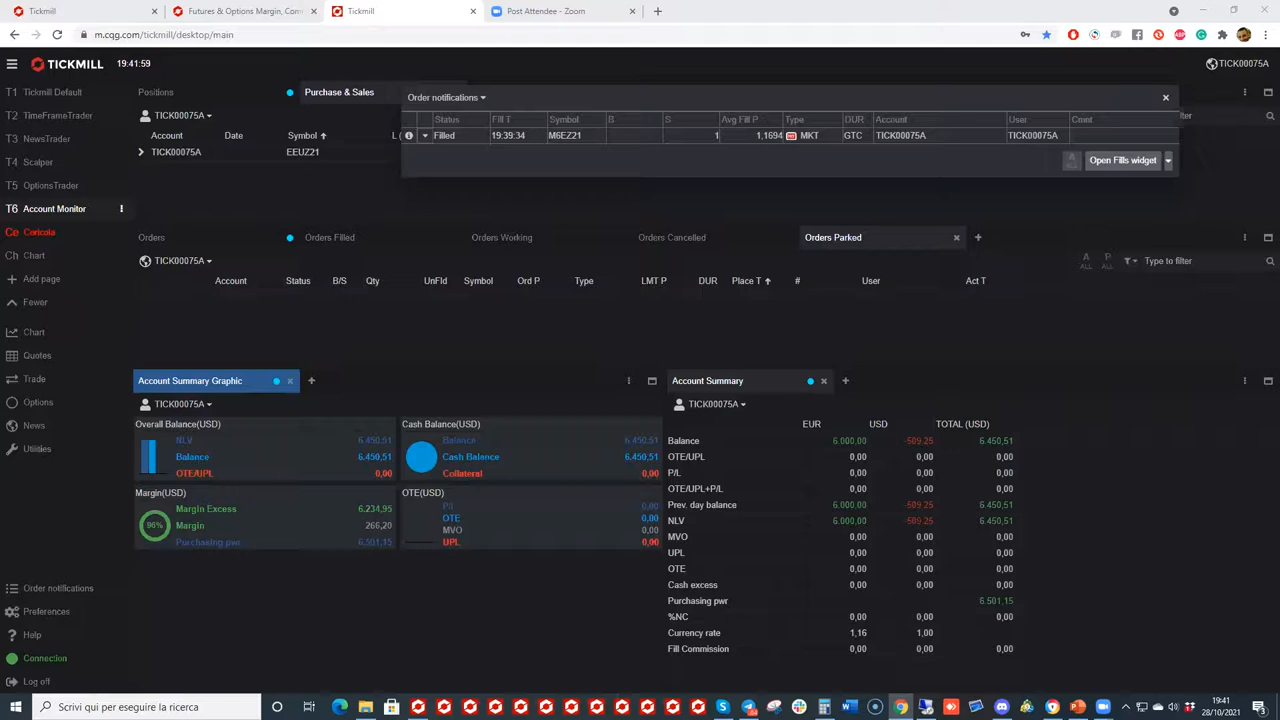 Tickmill
Futures & Options Margin, Com
Tickmill
Post Attendee - Zoom
m.cqg.com/tickmill/desktop/main
TICKMILL
19:41:59
TICK00075A
T1 Tickmill Default
T2 TimeFrameTrader
T3 NewsTrader
T4 Scalper
T5 OptionsTrader
T6 Account Monitor
Ce Cericola
Chart
Add page
Fewer
Chart
Quotes
Trade
Options
News
Utilities
Order notifications
Preferences
Help
Connection
Log off
Positions
Purchase & Sales
TICK00075A
Account Date Symbol L (
TICK00075A EEUZ21
Order notifications
Status Fill T Symbol B S Avg Fill P Type DUR Account User Cmnt
Filled 19:39:34 M6EZ21 1 1,1694 MKT GTC TICK00075A TICK00075A
Open Fills widget
Orders Orders Filled Orders Working Orders Cancelled Orders Parked
TICK00075A
A ALL P ALL Type to filter
Account Status B/S Qty UnFld Symbol Ord P Type LMT P DUR Place T # User Act T
Account Summary Graphic
TICK00075A
Overall Balance(USD)
NLV 6.450,51
Balance 6.450,51
OTE/UPL 0,00
Cash Balance(USD)
Balance 6.450,51
Cash Balance 6.450,51
Collateral 0,00
Margin(USD)
96%
Margin Excess 6.234,95
Margin 266,20
Purchasing pwr 6.501,15
OTE(USD)
P/L 0,00
OTE 0,00
MVO 0,00
UPL 0,00
Account Summary
TICK00075A
EUR USD TOTAL (USD)
Balance 6.000,00 -509.25 6.450,51
OTE/UPL 0,00 0,00 0,00
P/L 0,00 0,00 0,00
OTE/UPL+P/L 0,00 0,00 0,00
Prev. day balance 6.000,00 -509.25 6.450,51
NLV 6.000,00 -509.25 6.450,51
MVO 0,00 0,00 0,00
UPL 0,00 0,00 0,00
OTE 0,00 0,00 0,00
Cash excess 0,00 0,00 0,00
Purchasing pwr 6.501,15
%NC 0,00 0,00 0,00
Currency rate 1,16 1,00
Fill Commission 0,00 0,00 0,00
Scrivi qui per eseguire la ricerca
19:41
28/10/2021